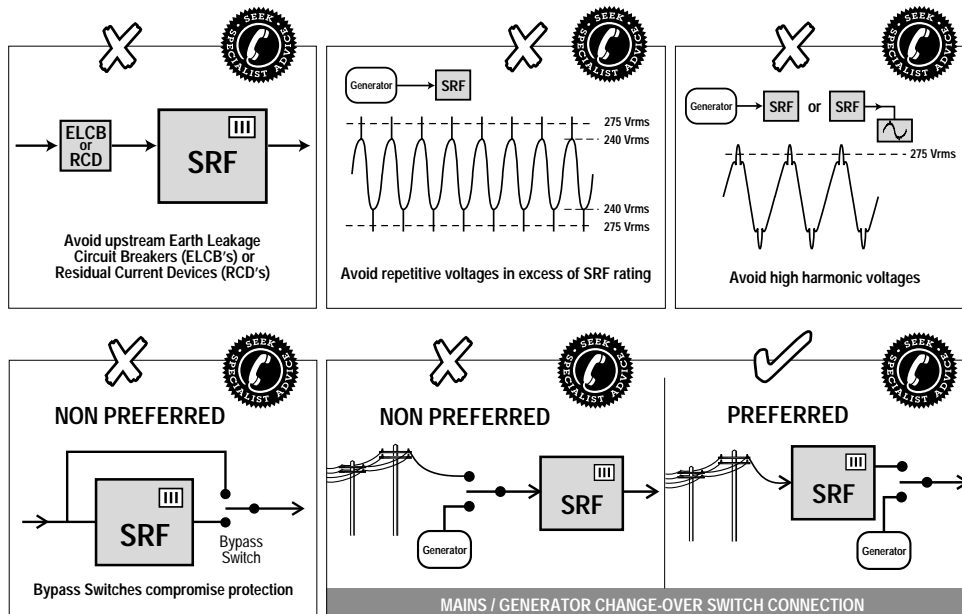 SEEK
SPECIALIST ADVICE
ELCB
or
RCD
III
SRF
Avoid upstream Earth Leakage
Circuit Breakers (ELCB's) or
Residual Current Devices (RCD's)
SEEK
SPECIALIST ADVICE
Generator
SRF
275 Vrms
240 Vrms
240 Vrms
275 Vrms
Avoid repetitive voltages in excess of SRF rating
SEEK
SPECIALIST ADVICE
Generator
SRF or SRF
275 Vrms
Avoid high harmonic voltages
SEEK
SPECIALIST ADVICE
NON PREFERRED
III
SRF
Bypass
Switch
Bypass Switches compromise protection
SEEK
SPECIALIST ADVICE
NON PREFERRED
III
SRF
Generator
SEEK
SPECIALIST ADVICE
PREFERRED
III
SRF
Generator
MAINS / GENERATOR CHANGE-OVER SWITCH CONNECTION